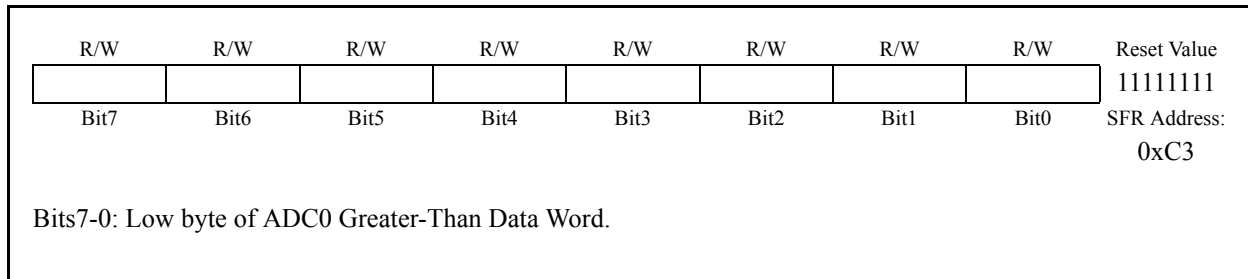 R/W R/W R/W R/W R/W R/W R/W R/W Reset Value
11111111
Bit7 Bit6 Bit5 Bit4 Bit3 Bit2 Bit1 Bit0 SFR Address:
0xC3
Bits7-0: Low byte of ADC0 Greater-Than Data Word.